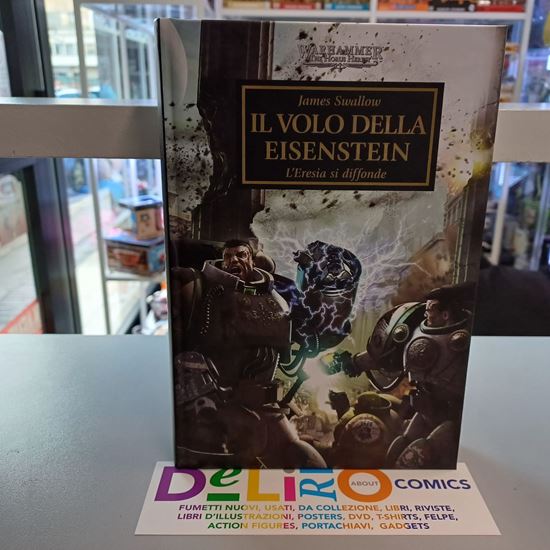 WARHAMMER
THE HORUS HERESY
James Swallow
IL VOLO DELLA
EISENSTEIN
L'Eresia si diffonde
DeLiRiO
ABOUT
COMICS
FUMETTI NUOVI, USATI, DA COLLEZIONE, LIBRI, RIVISTE,
LIBRI D'ILLUSTRAZIONI, POSTERS, DVD, T-SHIRTS, FELPE,
ACTION FIGURES, PORTACHIAVI, GADGETS